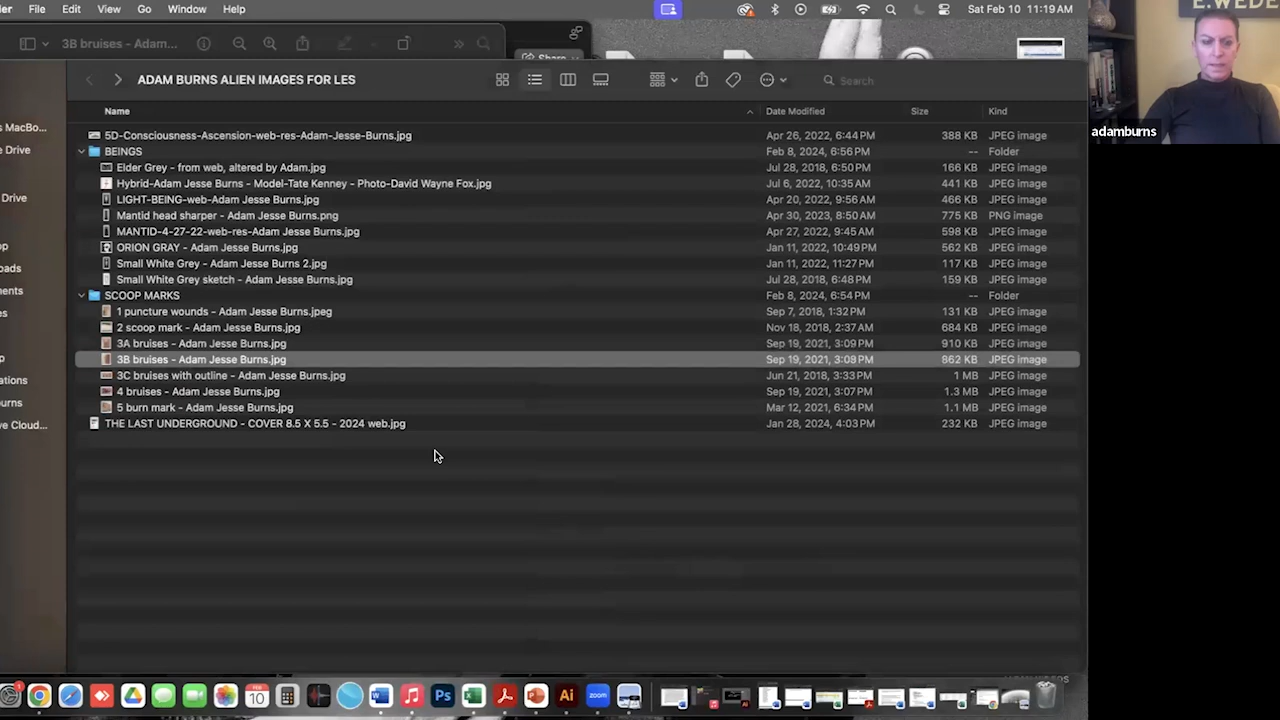 File Edit View Go Window Help Sat Feb 10 11:19 AM
E.WEDE
3B bruises - Adam...
Share
ADAM BURNS ALIEN IMAGES FOR LES Search
Name Date Modified Size Kind
5D-Consciousness-Ascension-web-res-Adam-Jesse-Burns.jpg Apr 26, 2022, 6:44 PM 388 KB JPEG image
BEINGS Feb 8, 2024, 6:56 PM -- Folder
Elder Grey - from web, altered by Adam.jpg Jul 28, 2018, 6:50 PM 166 KB JPEG image
Hybrid-Adam Jesse Burns - Model-Tate Kenney - Photo-David Wayne Fox.jpg Jul 6, 2022, 10:35 AM 441 KB JPEG image
LIGHT-BEING-web-Adam Jesse Burns.jpg Apr 20, 2022, 9:56 AM 466 KB JPEG image
Mantid head sharper - Adam Jesse Burns.png Apr 30, 2023, 8:50 AM 775 KB PNG image
MANTID-4-27-22-web-res-Adam Jesse Burns.jpg Apr 27, 2022, 9:45 AM 598 KB JPEG image
ORION GRAY - Adam Jesse Burns.jpg Jan 11, 2022, 10:49 PM 562 KB JPEG image
Small White Grey - Adam Jesse Burns 2.jpg Jan 11, 2022, 11:27 PM 117 KB JPEG image
Small White Grey sketch - Adam Jesse Burns.jpg Jul 28, 2018, 6:48 PM 159 KB JPEG image
SCOOP MARKS Feb 8, 2024, 6:54 PM -- Folder
1 puncture wounds - Adam Jesse Burns.jpeg Sep 7, 2018, 1:32 PM 131 KB JPEG image
2 scoop mark - Adam Jesse Burns.jpg Nov 18, 2018, 2:37 AM 684 KB JPEG image
3A bruises - Adam Jesse Burns.jpg Sep 19, 2021, 3:09 PM 910 KB JPEG image
3B bruises - Adam Jesse Burns.jpg Sep 19, 2021, 3:09 PM 862 KB JPEG image
3C bruises with outline - Adam Jesse Burns.jpg Jun 21, 2018, 3:33 PM 1 MB JPEG image
4 bruises - Adam Jesse Burns.jpg Sep 19, 2021, 3:07 PM 1.3 MB JPEG image
5 burn mark - Adam Jesse Burns.jpg Mar 12, 2021, 6:34 PM 1.1 MB JPEG image
THE LAST UNDERGROUND - COVER 8.5 X 5.5 - 2024 web.jpg Jan 28, 2024, 4:03 PM 232 KB JPEG image
s MacBo...
e Drive
Drive
adamburns
FEB
10
W
Ps
X
P
Ai
zoom